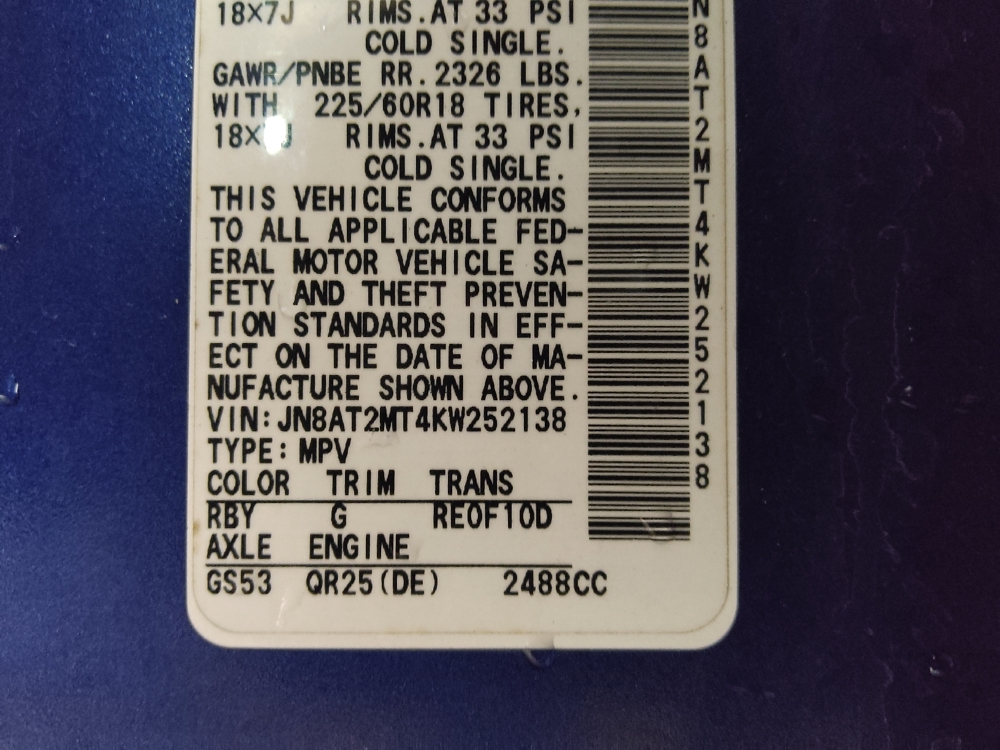 18×7J RIMS.AT 33 PSI
COLD SINGLE.
GAWR/PNBE RR.2326 LBS.
WITH 225/60R18 TIRES,
RIMS.AT 33 PSI
COLD SINGLE.
THIS VEHICLE CONFORMS
TO ALL APPLICABLE FED-
ERAL MOTOR VEHICLE SA-
FETY AND THEFT PREVEN-
TION STANDARDS IN EFF-
ECT ON THE DATE OF MA-
NUFACTURE SHOWN ABOVE.
VIN:JN8AT2MT4KW252138
TYPE:MPV
COLOR TRIM TRANS
RBY G RE0F10D
AXLE ENGINE
GS53 QR25(DE) 2488CC
N8AT2MT4KW252138